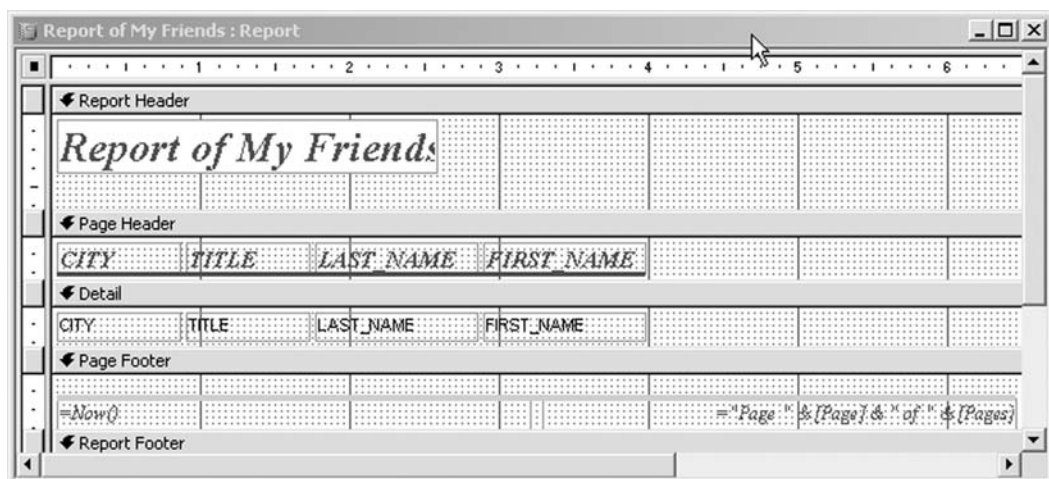 Report of My Friends : Report
1 2 3 4 5 6
Report Header
Report of My Friends
Page Header
CITY TITLE LAST_NAME FIRST_NAME
Detail
CITY TITLE LAST_NAME FIRST_NAME
Page Footer
=Now() ="Page " & [Page] & " of " & [Pages]
Report Footer